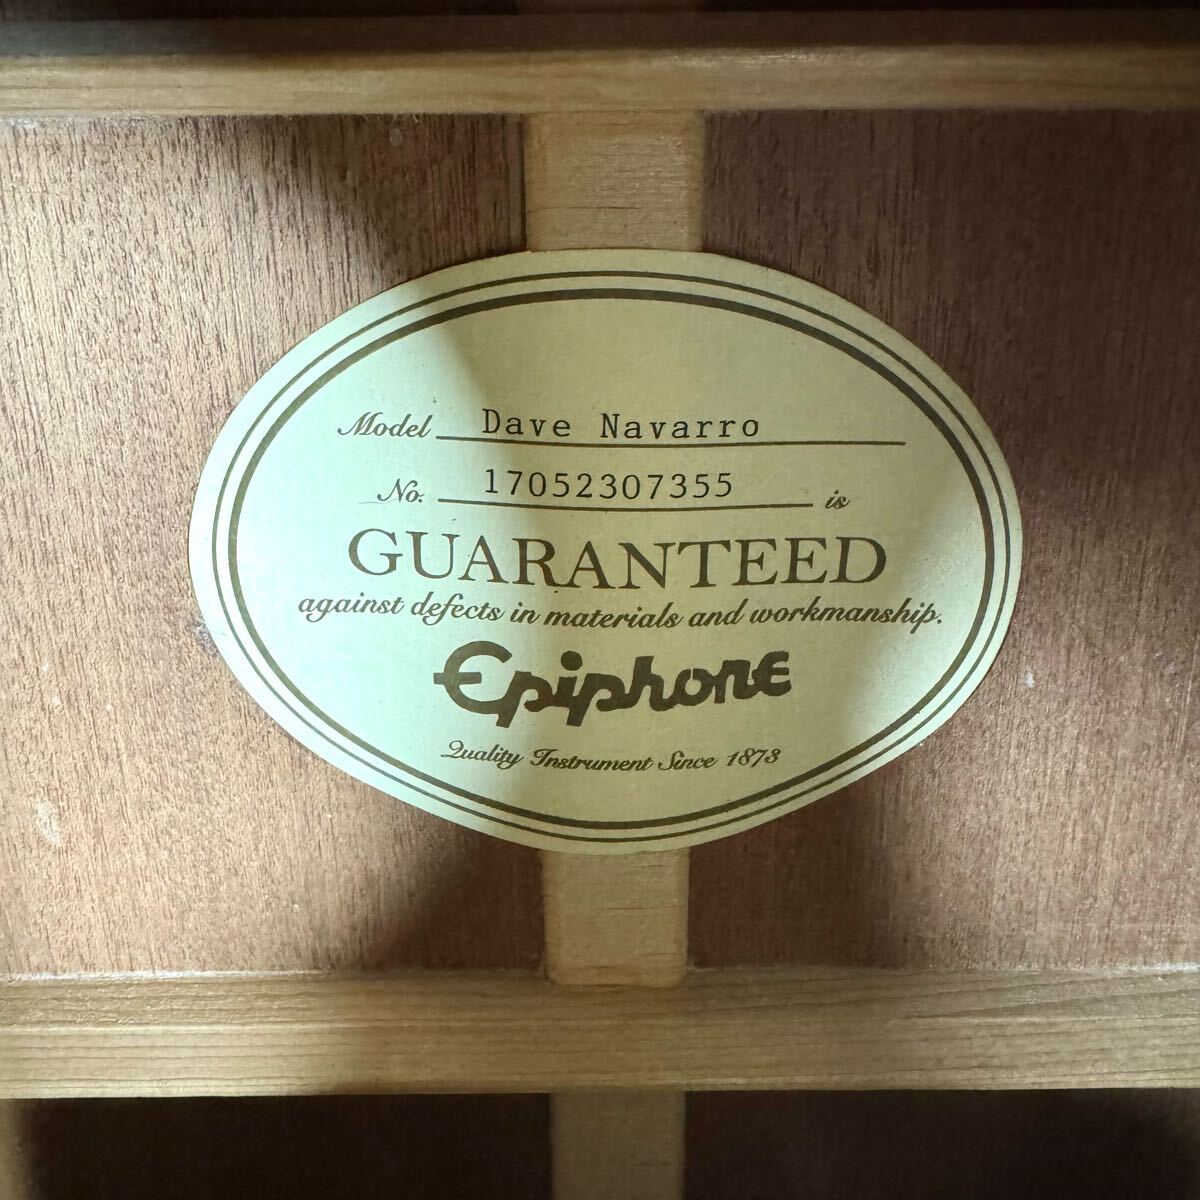 Model Dave Navarro
No. 17052307355 is
GUARANTEED
against defects in materials and workmanship.
Epiphone
Quality Instrument Since 1873